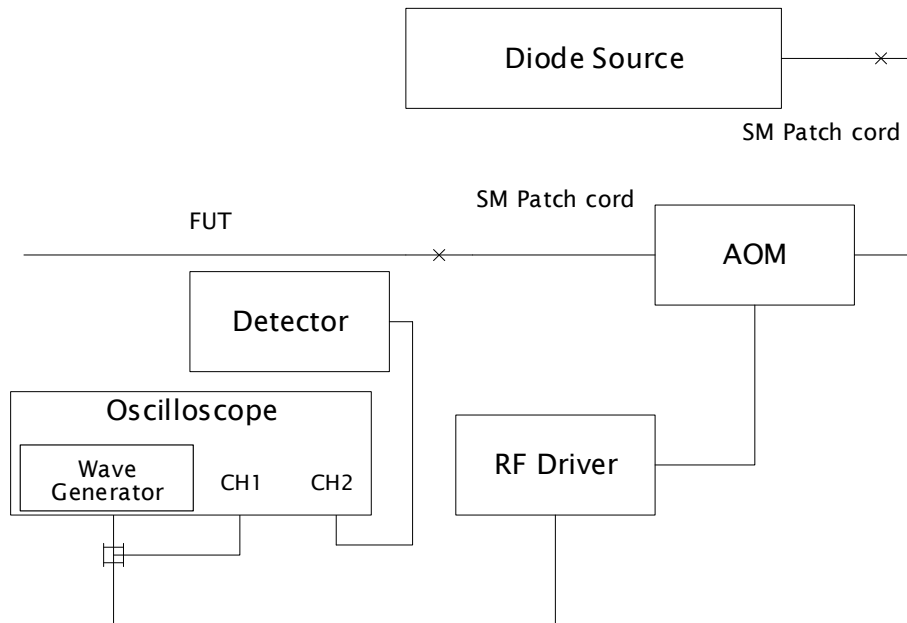 Diode Source
SM Patch cord
SM Patch cord
FUT
AOM
Detector
Oscilloscope
Wave
Generator
CH1
CH2
RF Driver